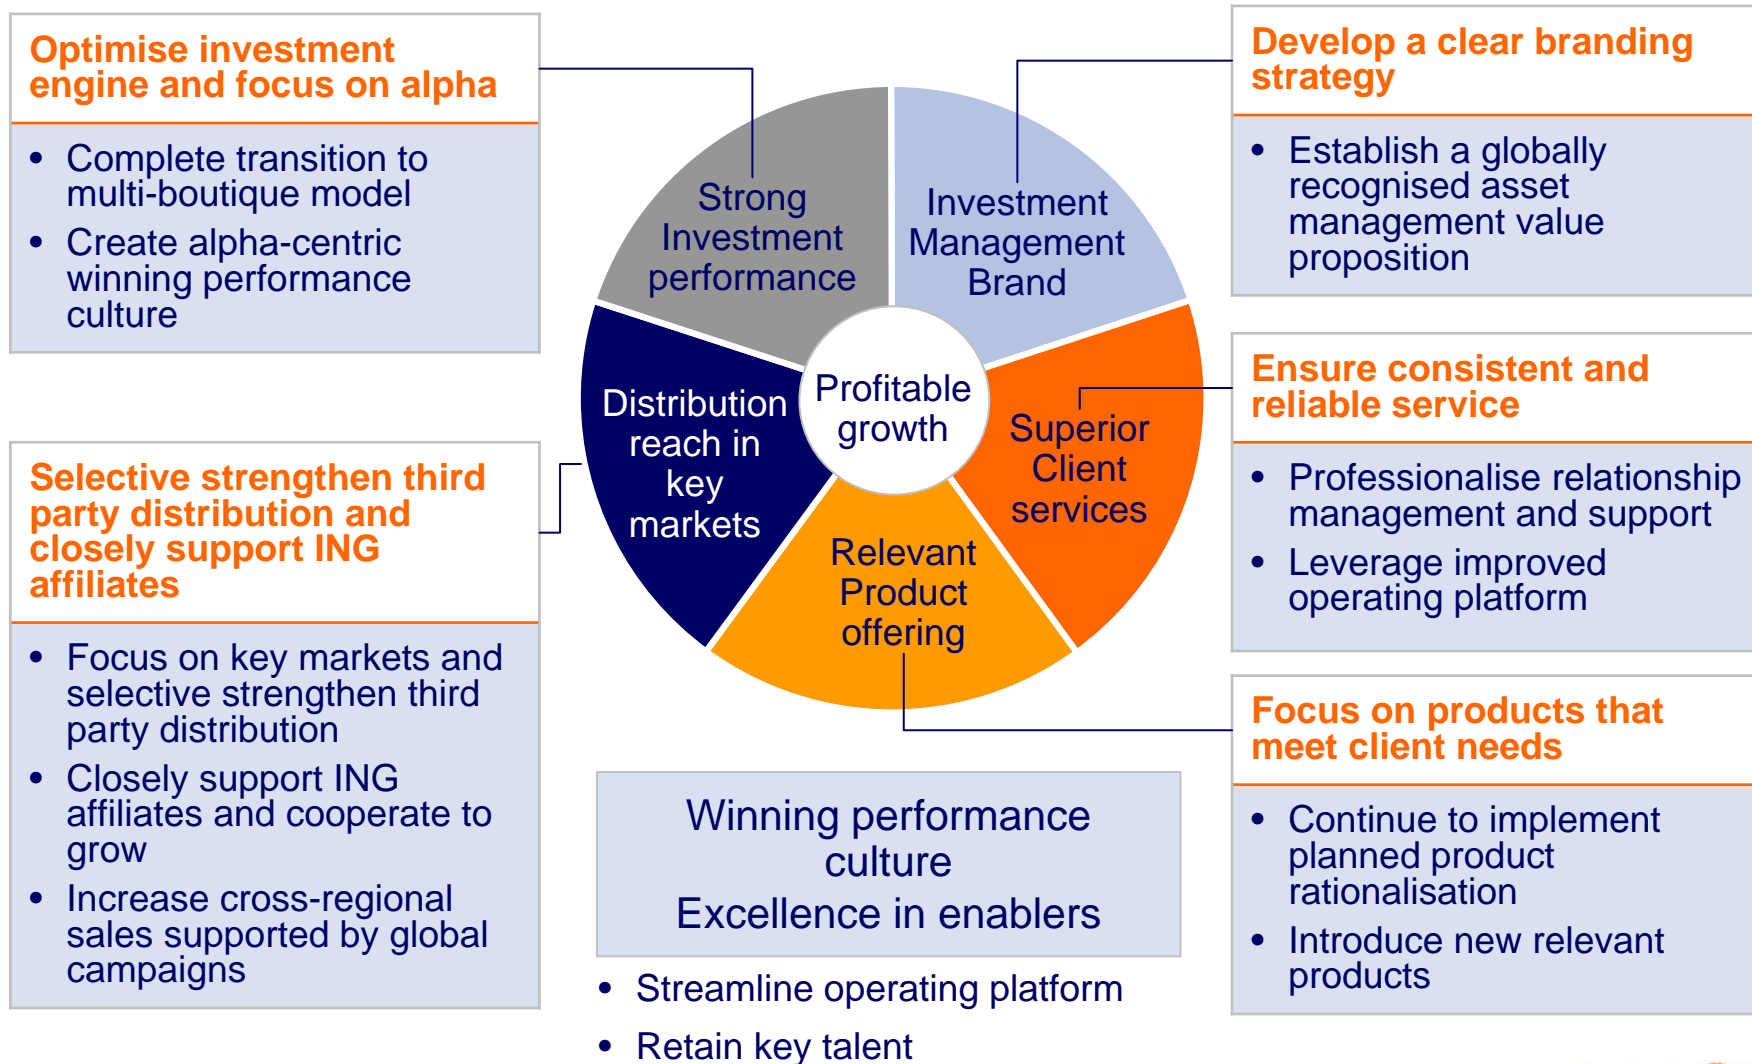 Optimise investment
engine and focus on alpha
• Complete transition to
multi-boutique model
• Create alpha-centric
winning performance
culture
Selective strengthen third
party distribution and
closely support ING
affiliates
• Focus on key markets and
selective strengthen third
party distribution
• Closely support ING
affiliates and cooperate to
grow
• Increase cross-regional
sales supported by global
campaigns
Strong
Investment
performance
Investment
Management
Brand
Distribution
reach in
key
markets
Profitable
growth
Superior
Client
services
Relevant
Product
offering
Winning performance
culture
Excellence in enablers
• Streamline operating platform
• Retain key talent
Develop a clear branding
strategy
• Establish a globally
recognised asset
management value
proposition
Ensure consistent and
reliable service
• Professionalise relationship
management and support
• Leverage improved
operating platform
Focus on products that
meet client needs
• Continue to implement
planned product
rationalisation
• Introduce new relevant
products